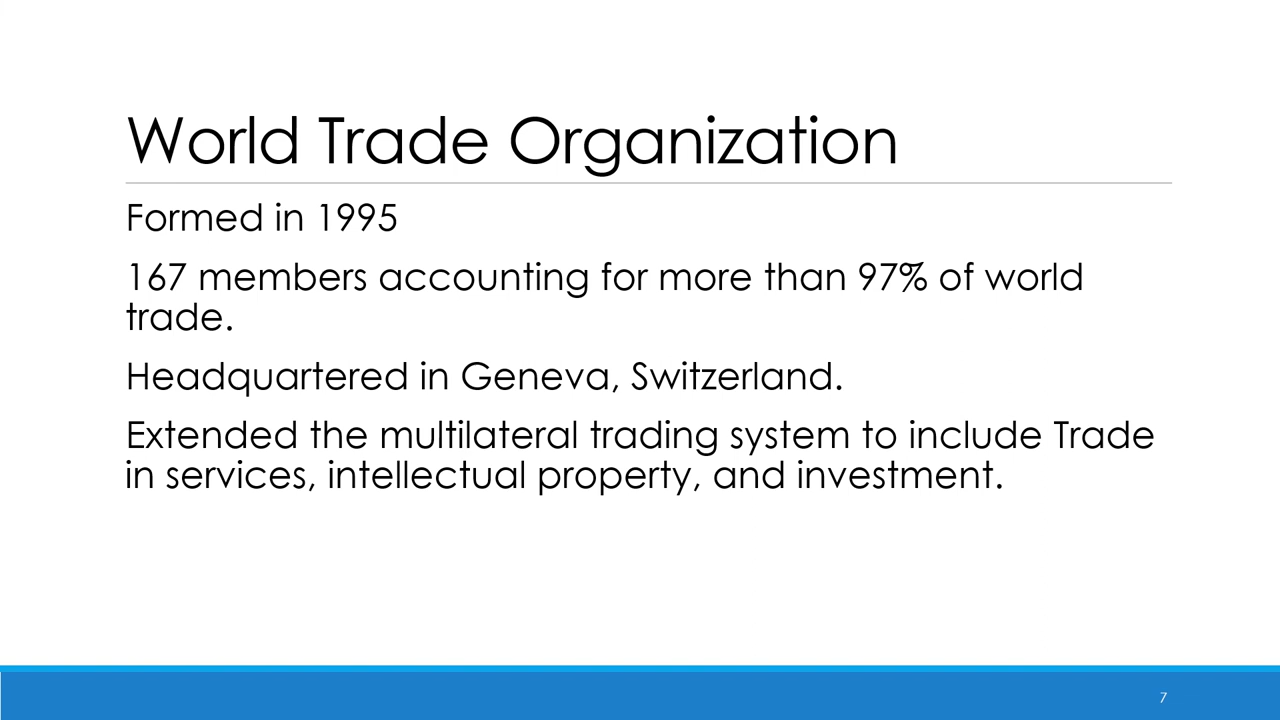 World Trade Organization
Formed in 1995
167 members accounting for more than 97% of world
trade.
Headquartered in Geneva, Switzerland.
Extended the multilateral trading system to include Trade
in services, intellectual property, and investment.
7